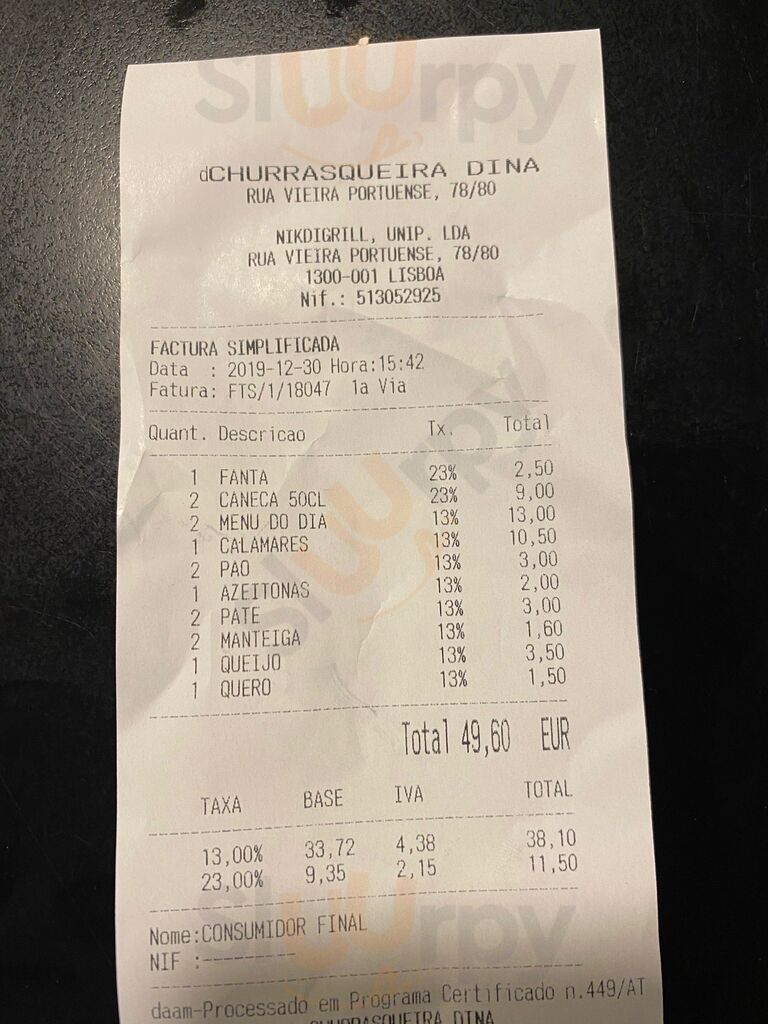 Sluurpy
dCHURRASQUEIRA DINA
RUA VIEIRA PORTUENSE, 78/80
NIKDIGRILL, UNIP. LDA
RUA VIEIRA PORTUENSE, 78/80
1300-001 LISBOA
Nif.: 513052925
FACTURA SIMPLIFICADA
Data : 2019-12-30 Hora:15:42
Fatura: FTS/1/18047 1a Via
Quant. Descricao Tx. Total
1 FANTA 23% 2,50
2 CANECA 50CL 23% 9,00
2 MENU DO DIA 13% 13,00
1 CALAMARES 13% 10,50
2 PAO 13% 3,00
1 AZEITONAS 13% 2,00
2 PATE 13% 3,00
2 MANTEIGA 13% 1,60
1 QUEIJO 13% 3,50
1 QUERO 13% 1,50
Sluurpy
Total 49,60 EUR
TAXA BASE IVA TOTAL
13,00% 33,72 4,38 38,10
23,00% 9,35 2,15 11,50
Sluurpy
Nome:CONSUMIDOR FINAL
NIF :---------
daam-Processado em Programa Certificado n.449/AT
CHURRASQUEIRA DINA